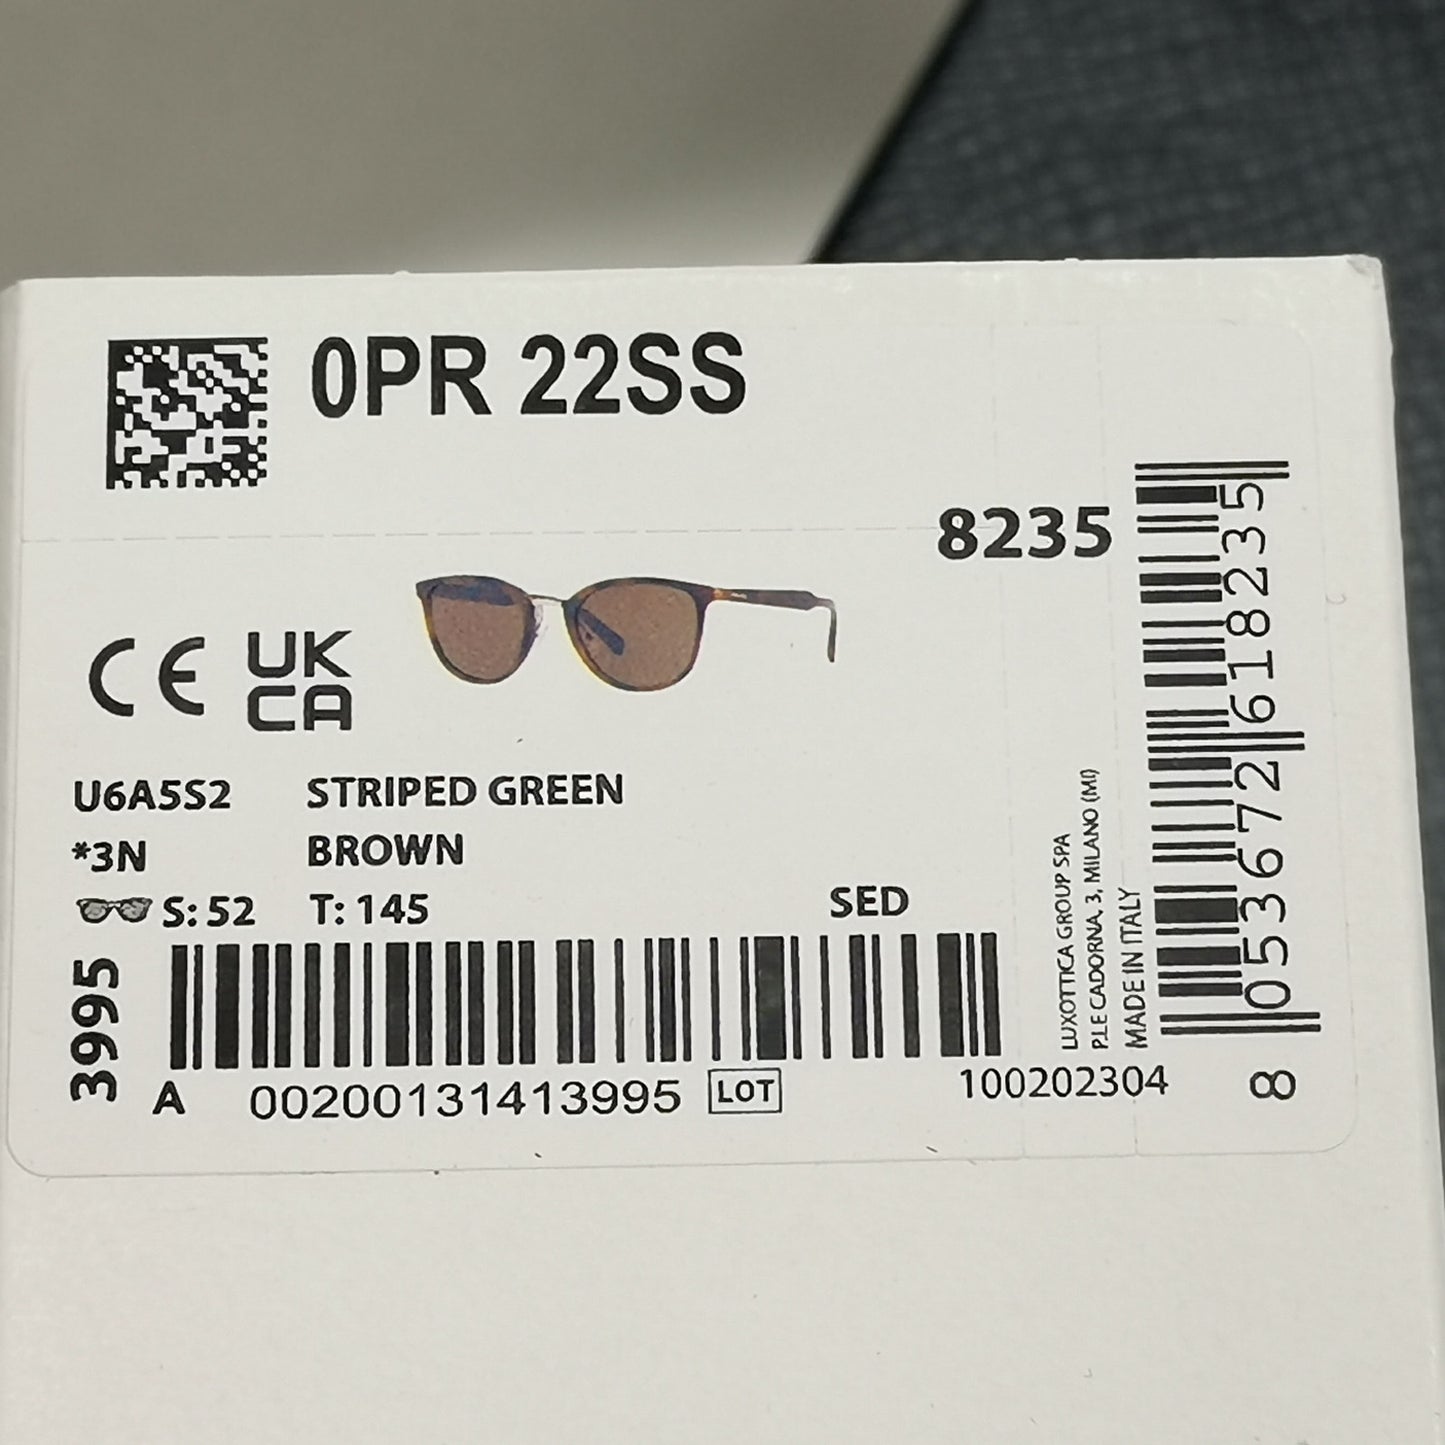 0PR 22SS
8235
CE
UK
CA
U6A5S2 STRIPED GREEN
*3N BROWN
S: 52 T: 145 SED
3995
A 00200131413995 LOT 100202304
LUXOTTICA GROUP SPA
P.LE CADORNA, 3, MILANO (MI)
MADE IN ITALY
8 053672 618235